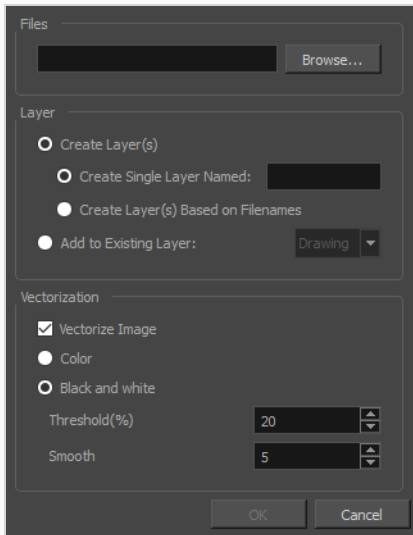 Files
Browse...
Layer
Create Layer(s)
Create Single Layer Named:
Create Layer(s) Based on Filenames
Add to Existing Layer: Drawing
Vectorization
Vectorize Image
Color
Black and white
Threshold(%) 20
Smooth 5
OK Cancel